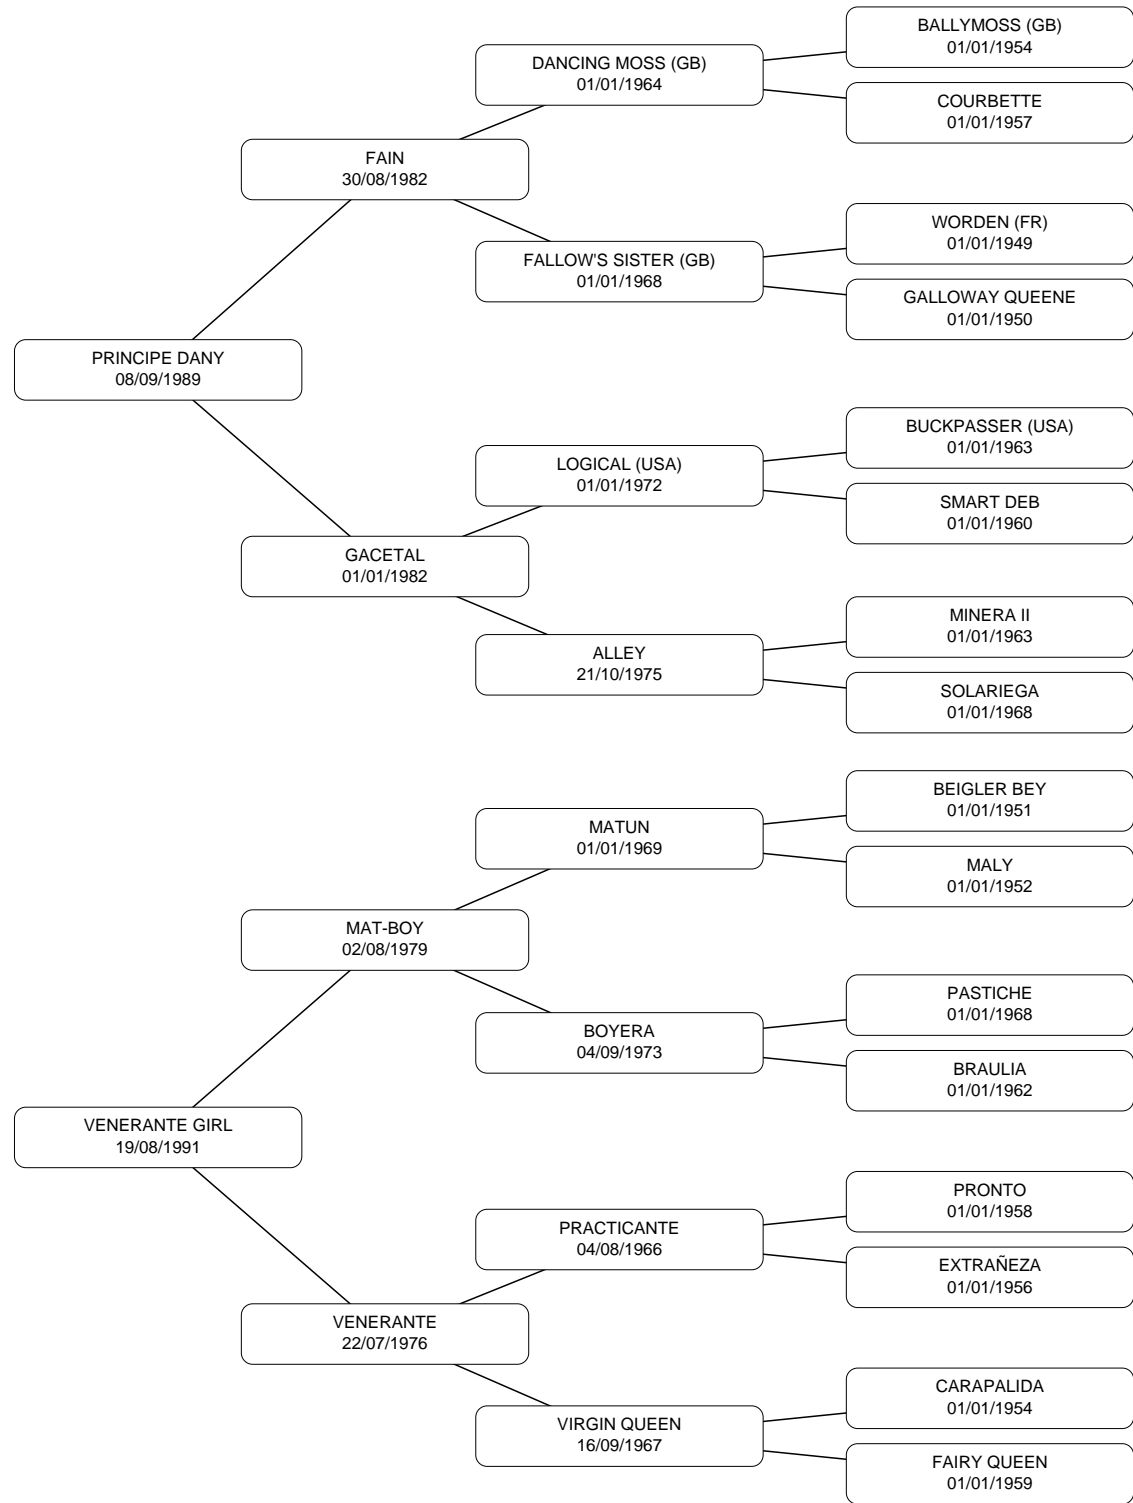 BALLYMOSS (GB)
01/01/1954
DANCING MOSS (GB)
01/01/1964
COURBETTE
01/01/1957
FAIN
30/08/1982
WORDEN (FR)
01/01/1949
FALLOW'S SISTER (GB)
01/01/1968
GALLOWAY QUEENE
01/01/1950
PRINCIPE DANY
08/09/1989
BUCKPASSER (USA)
01/01/1963
LOGICAL (USA)
01/01/1972
SMART DEB
01/01/1960
GACETAL
01/01/1982
MINERA II
01/01/1963
ALLEY
21/10/1975
SOLARIEGA
01/01/1968
BEIGLER BEY
01/01/1951
MATUN
01/01/1969
MALY
01/01/1952
MAT-BOY
02/08/1979
PASTICHE
01/01/1968
BOYERA
04/09/1973
BRAULIA
01/01/1962
VENERANTE GIRL
19/08/1991
PRONTO
01/01/1958
PRACTICANTE
04/08/1966
EXTRAÑEZA
01/01/1956
VENERANTE
22/07/1976
CARAPALIDA
01/01/1954
VIRGIN QUEEN
16/09/1967
FAIRY QUEEN
01/01/1959